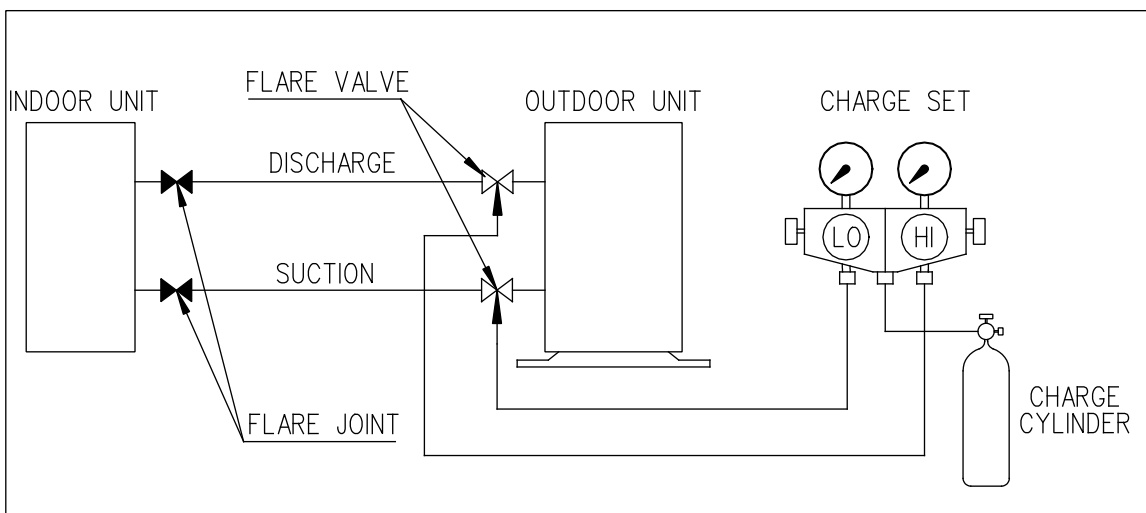 FLARE VALVE
INDOOR UNIT
OUTDOOR UNIT
CHARGE SET
DISCHARGE
LO
HI
SUCTION
FLARE JOINT
CHARGE
CYLINDER